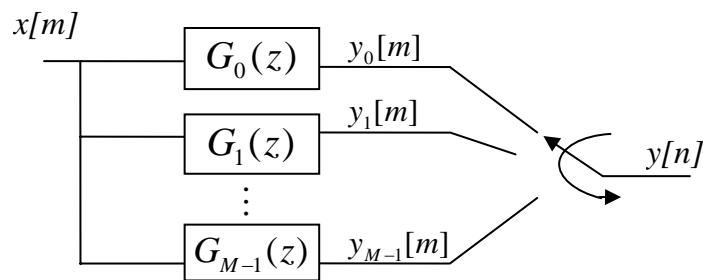 x[m]
G_0(z)
y_0[m]
G_1(z)
y_1[m]
y[n]
⋮
G_{M-1}(z)
y_{M-1}[m]